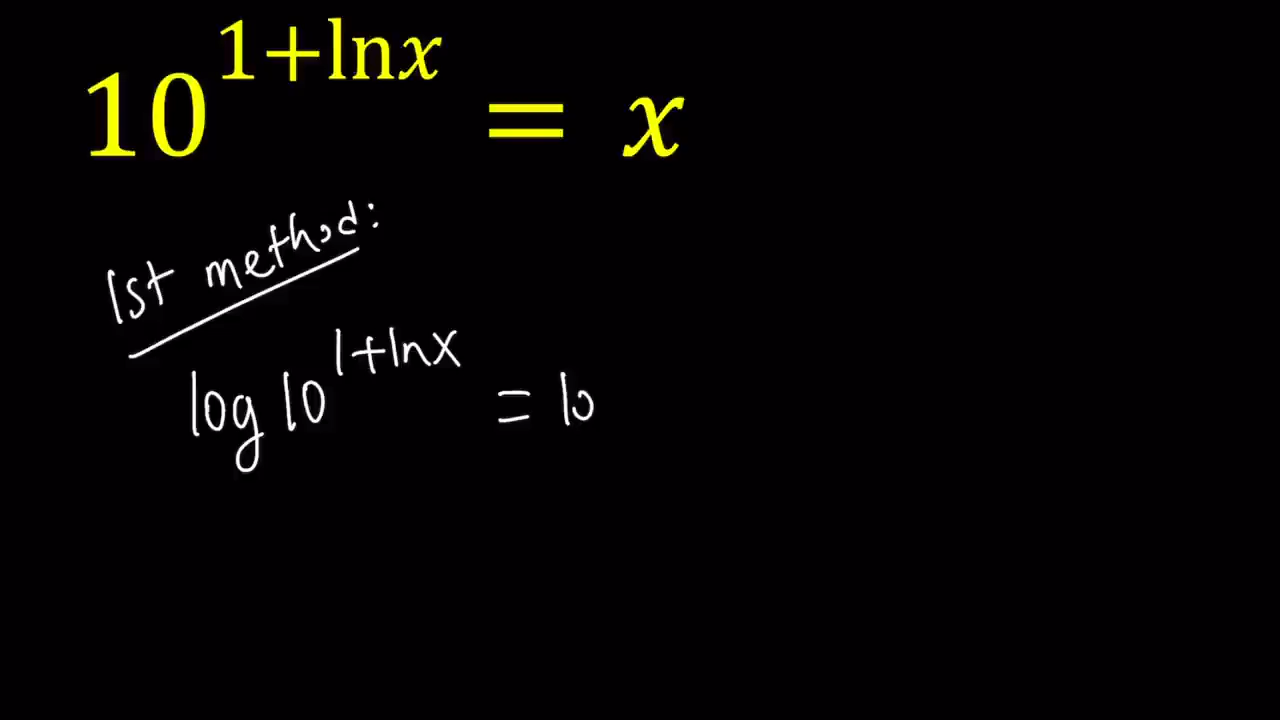 10^{1+lnx} = x
1st method:
log 10^{1+lnx} = lo